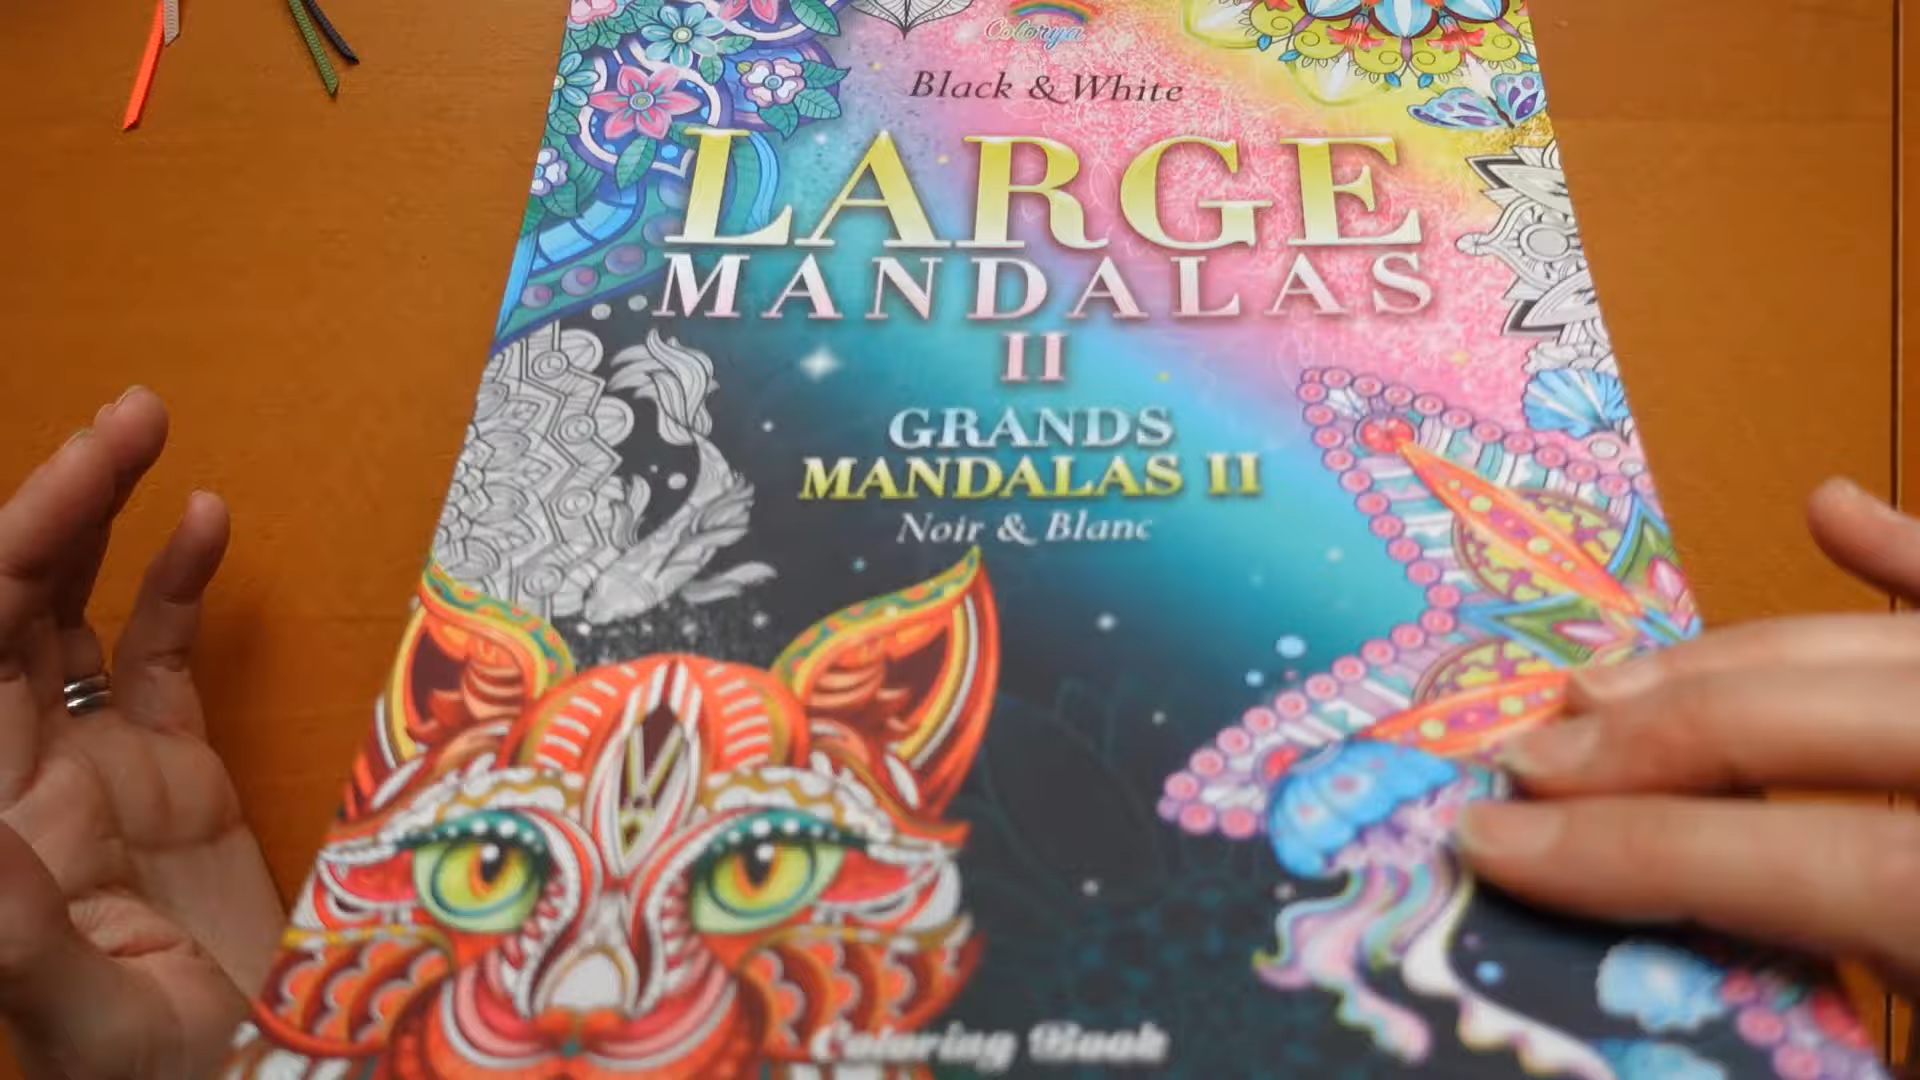 Colorya
Black & White
LARGE
MANDALAS
II
GRANDS
MANDALAS II
Noir & Blanc
Coloring Book